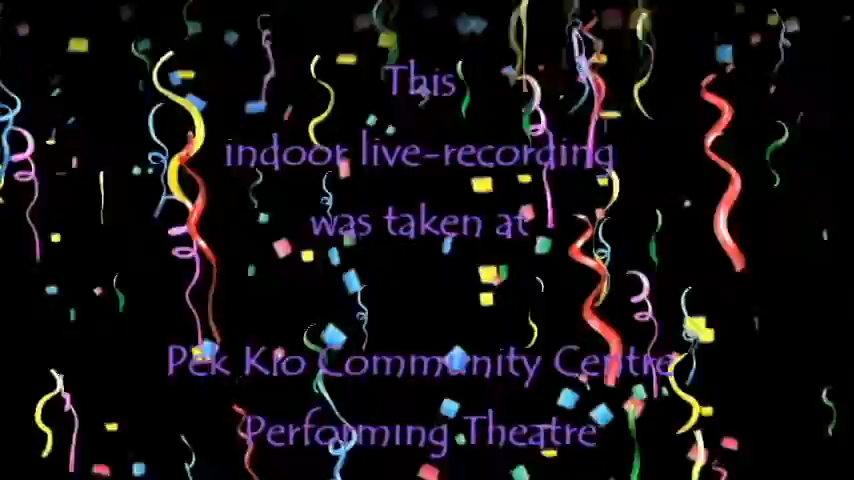 This
indoor live-recording
was taken at
Pek Kio Community Centre
Performing Theatre